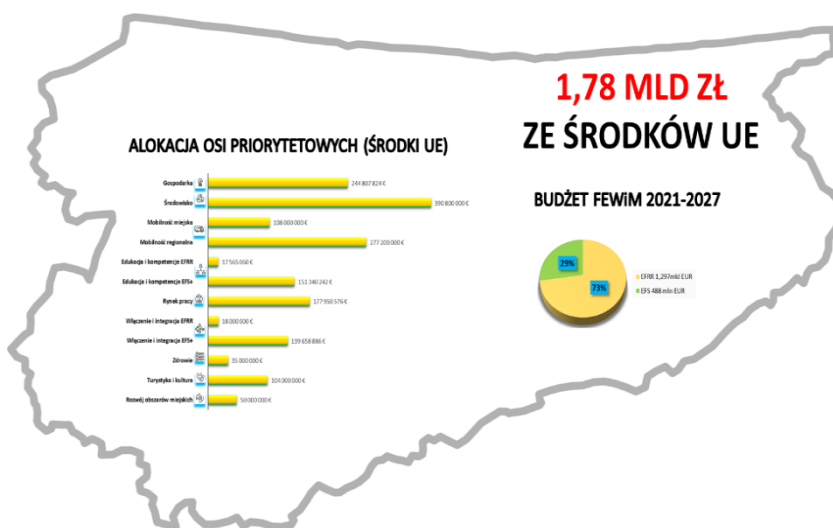 1,78 MLD ZŁ
ZE ŚRODKÓW UE
ALOKACJA OSI PRIORYTETOWYCH (ŚRODKI UE)
Gospodarka 244 807 824 €
Środowisko 390 800 000 €
Mobilność miejska 108 000 000 €
Mobilność regionalna 277 200 000 €
Edukacja i kompetencje EFRR 17 565 060 €
Edukacja i kompetencje EFS+ 151 340 242 €
Rynek pracy 177 950 576 €
Włączenie i integracja EFRR 18 000 000 €
Włączenie i integracja EFS+ 139 658 886 €
Zdrowie 35 000 000 €
Turystyka i kultura 104 000 000 €
Rozwój obszarów miejskich 50 000 000 €
BUDŻET FEWiM 2021-2027
29%
73%
EFRR 1,297mld EUR
EFS 488 mln EUR